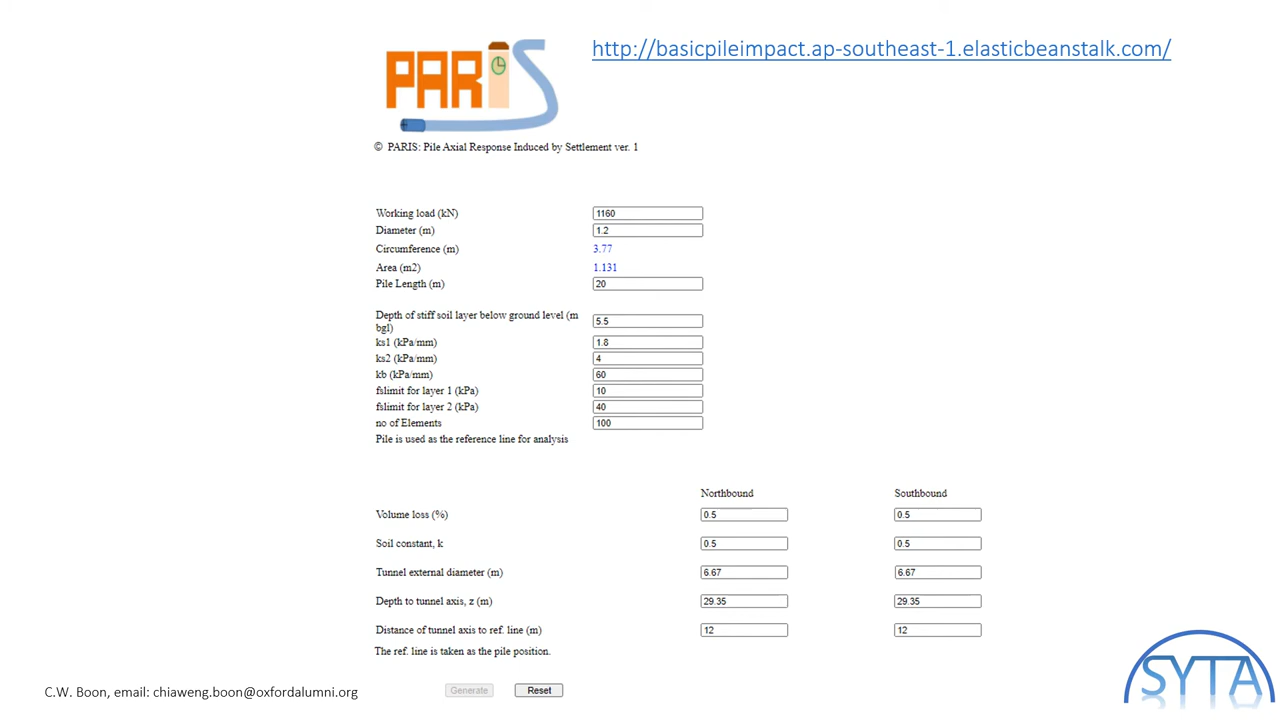 PARIS
http://basicpileimpact.ap-southeast-1.elasticbeanstalk.com/
© PARIS: Pile Axial Response Induced by Settlement ver. 1
Working load (kN) 1160
Diameter (m) 1.2
Circumference (m) 3.77
Area (m2) 1.131
Pile Length (m) 20
Depth of stiff soil layer below ground level (m
bgl) 5.5
ks1 (kPa/mm) 1.8
ks2 (kPa/mm) 4
kb (kPa/mm) 60
fslimit for layer 1 (kPa) 10
fslimit for layer 2 (kPa) 40
no of Elements 100
Pile is used as the reference line for analysis
Northbound Southbound
Volume loss (%) 0.5 0.5
Soil constant, k 0.5 0.5
Tunnel external diameter (m) 6.67 6.67
Depth to tunnel axis, z (m) 29.35 29.35
Distance of tunnel axis to ref. line (m) 12 12
The ref. line is taken as the pile position.
Generate Reset
C.W. Boon, email: chiaweng.boon@oxfordalumni.org
SYTA